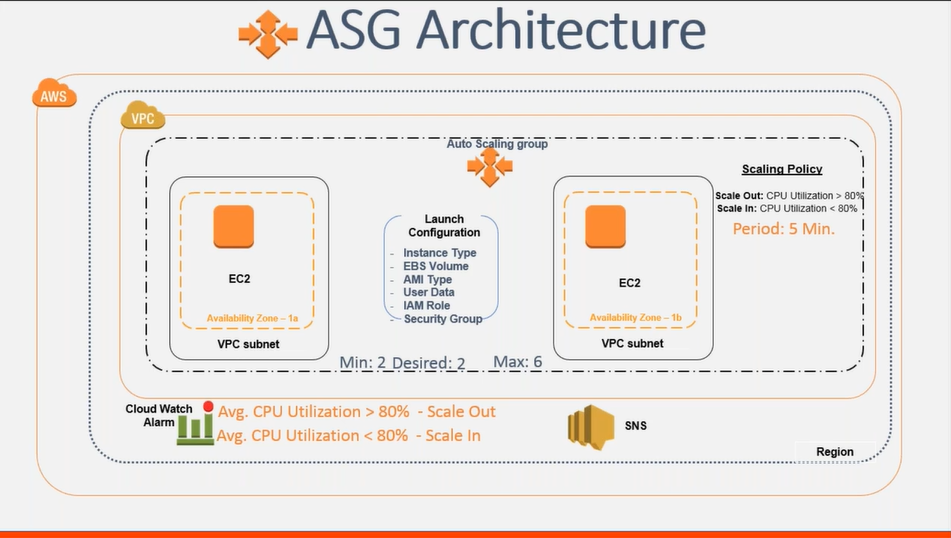 ASG Architecture
AWS
VPC
Auto Scaling group
Scaling Policy
Scale Out: CPU Utilization > 80%
Scale In: CPU Utilization < 80%
Period: 5 Min.
Launch
Configuration
- Instance Type
- EBS Volume
- AMI Type
- User Data
- IAM Role
- Security Group
EC2
Availability Zone – 1a
VPC subnet
EC2
Availability Zone – 1b
VPC subnet
Min: 2 Desired: 2 Max: 6
Cloud Watch
Alarm
Avg. CPU Utilization > 80% - Scale Out
Avg. CPU Utilization < 80% - Scale In
SNS
Region